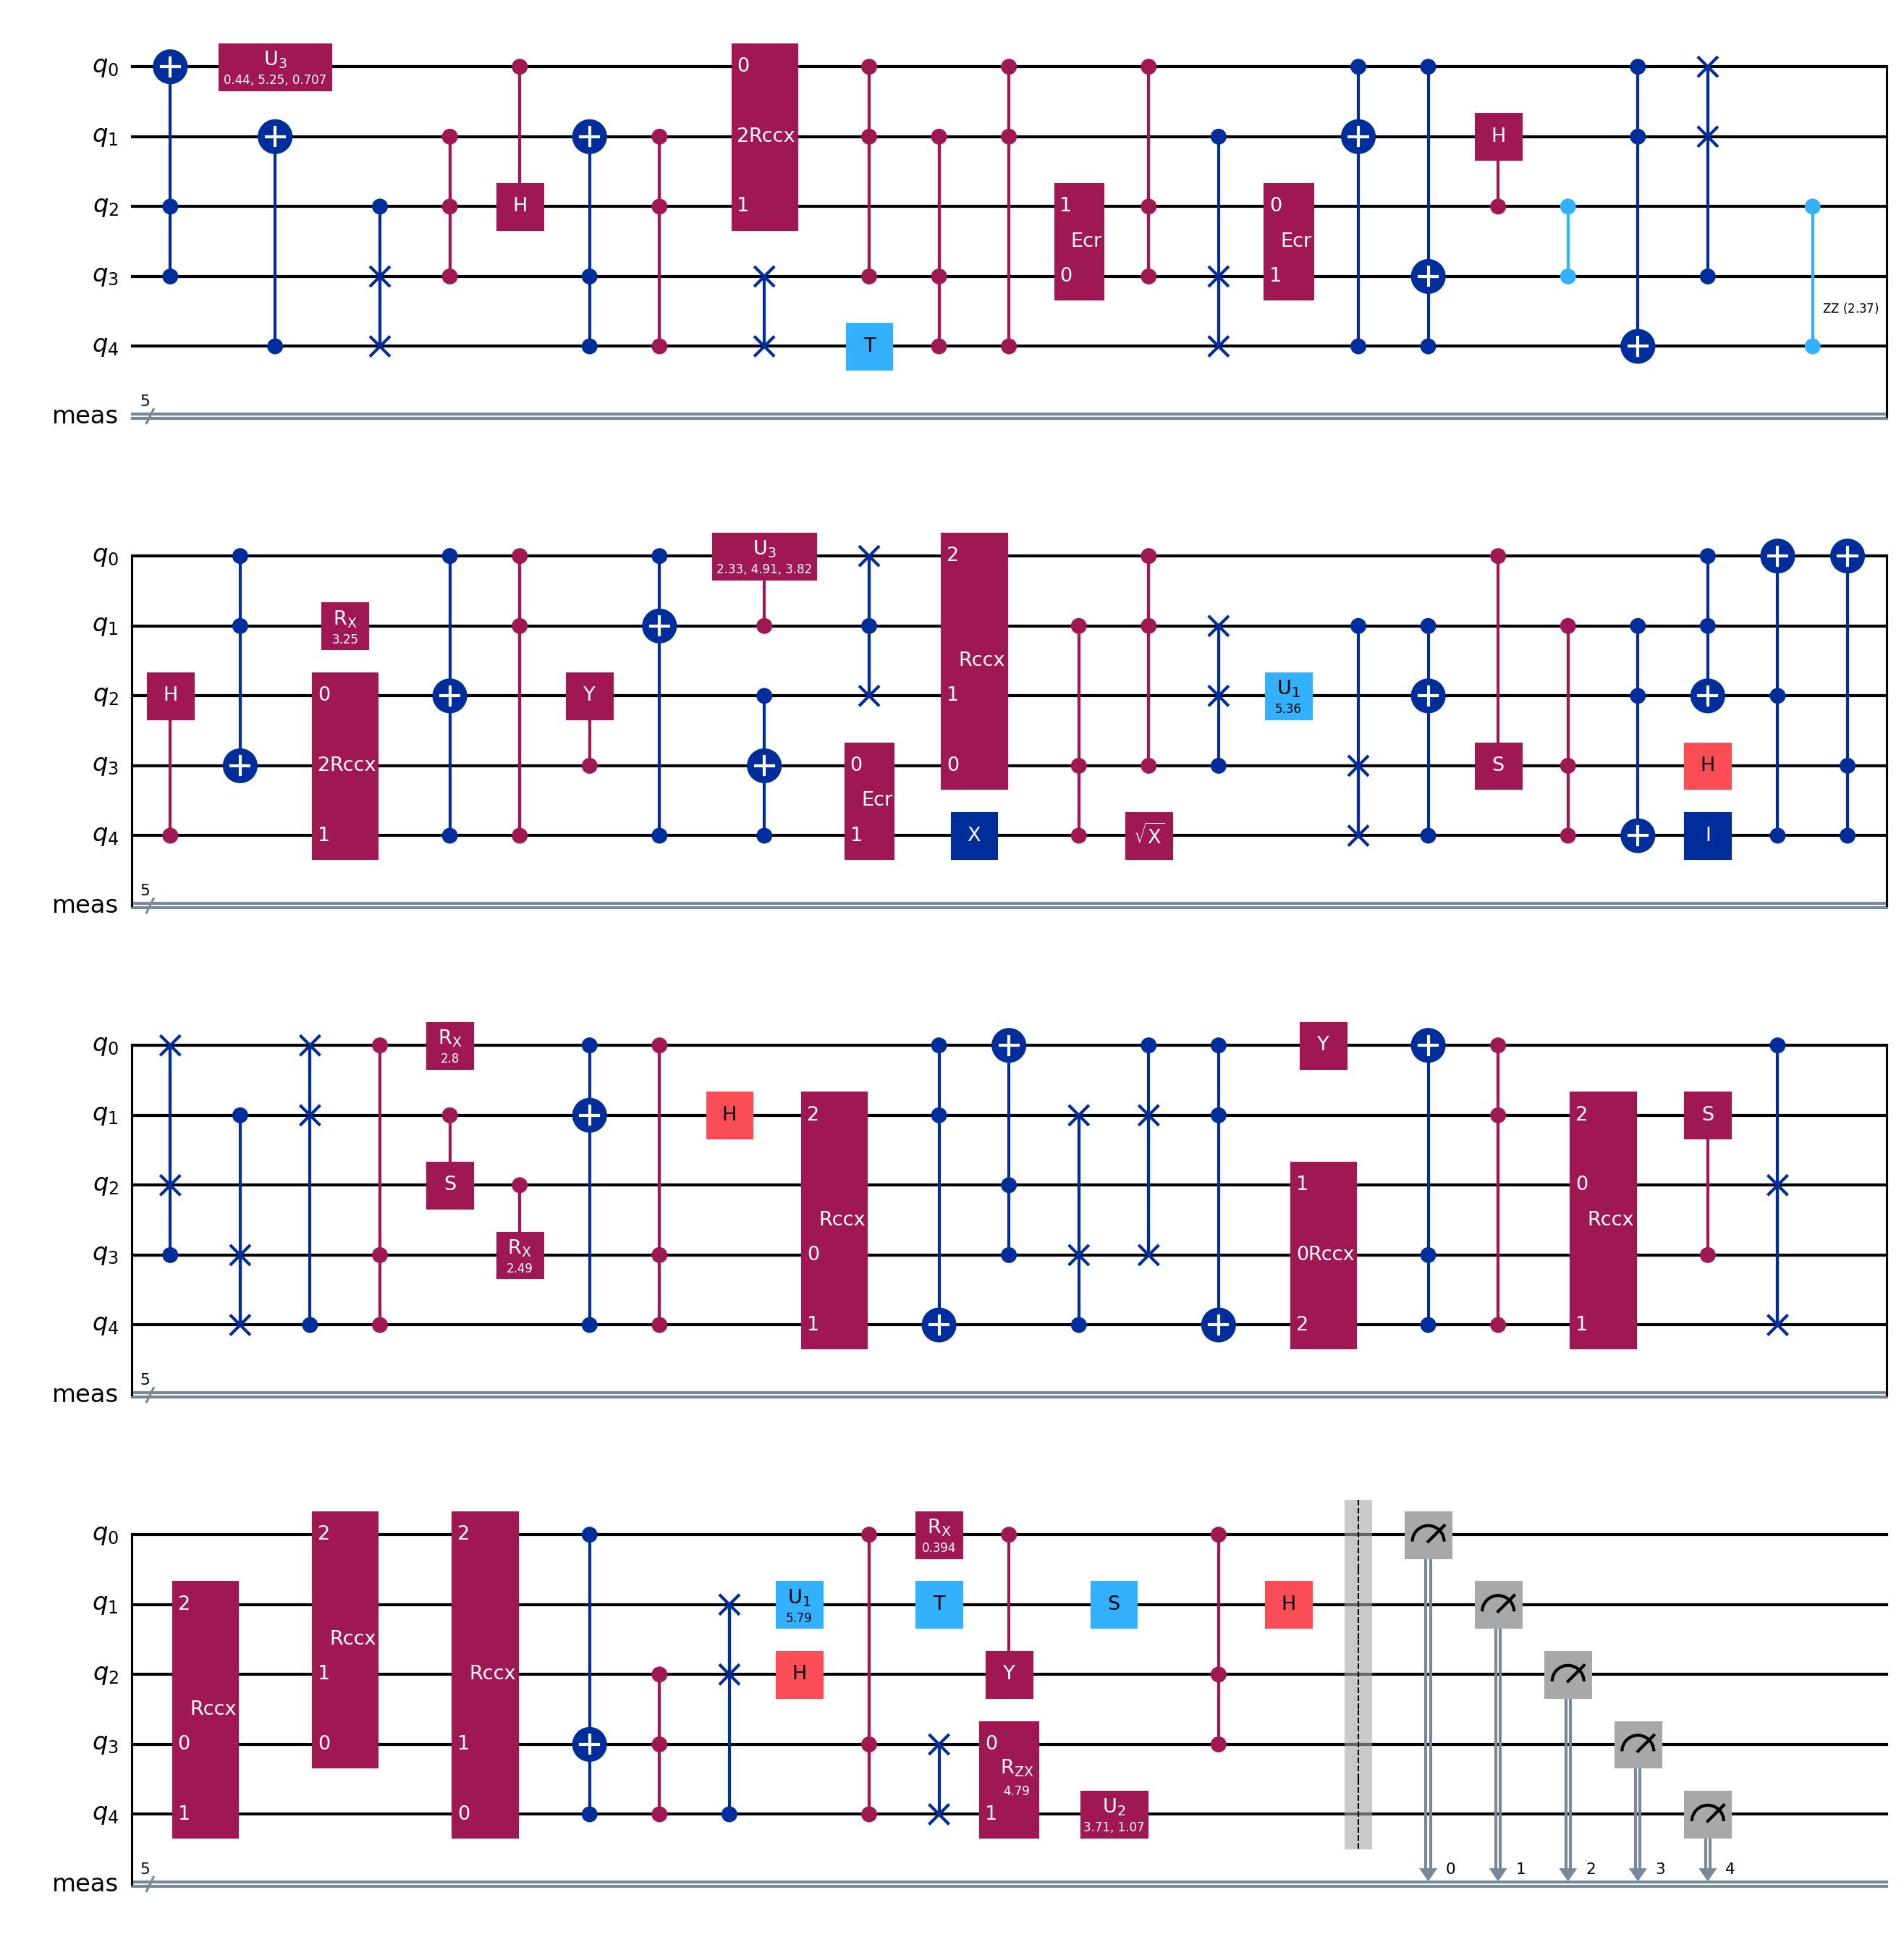 q0 U3 0.44, 5.25, 0.707 0
q1 2Rccx H
q2 H 1 1 0
Ecr Ecr
q3 0 1
ZZ (2.37)
q4 T
5
meas
q0 U3 2.33, 4.91, 3.82 2
q1 RX 3.25
Rccx
q2 H 0 Y 1 U1 5.36
q3 2Rccx 0 0 S H
Ecr
q4 1 1 X √X I
5
meas
q0 RX 2.8 Y
q1 H 2 2 S
q2 S 1 0
Rccx Rccx
q3 RX 2.49 0 0Rccx
q4 1 2 1
5
meas
q0 2 2 RX 0.394
q1 2 U1 5.79 T S H
Rccx
q2 1 Rccx H Y
Rccx
q3 0 0 1 0
RZX 4.79
q4 1 0 1 U2 3.71, 1.07
5 0 1 2 3 4
meas